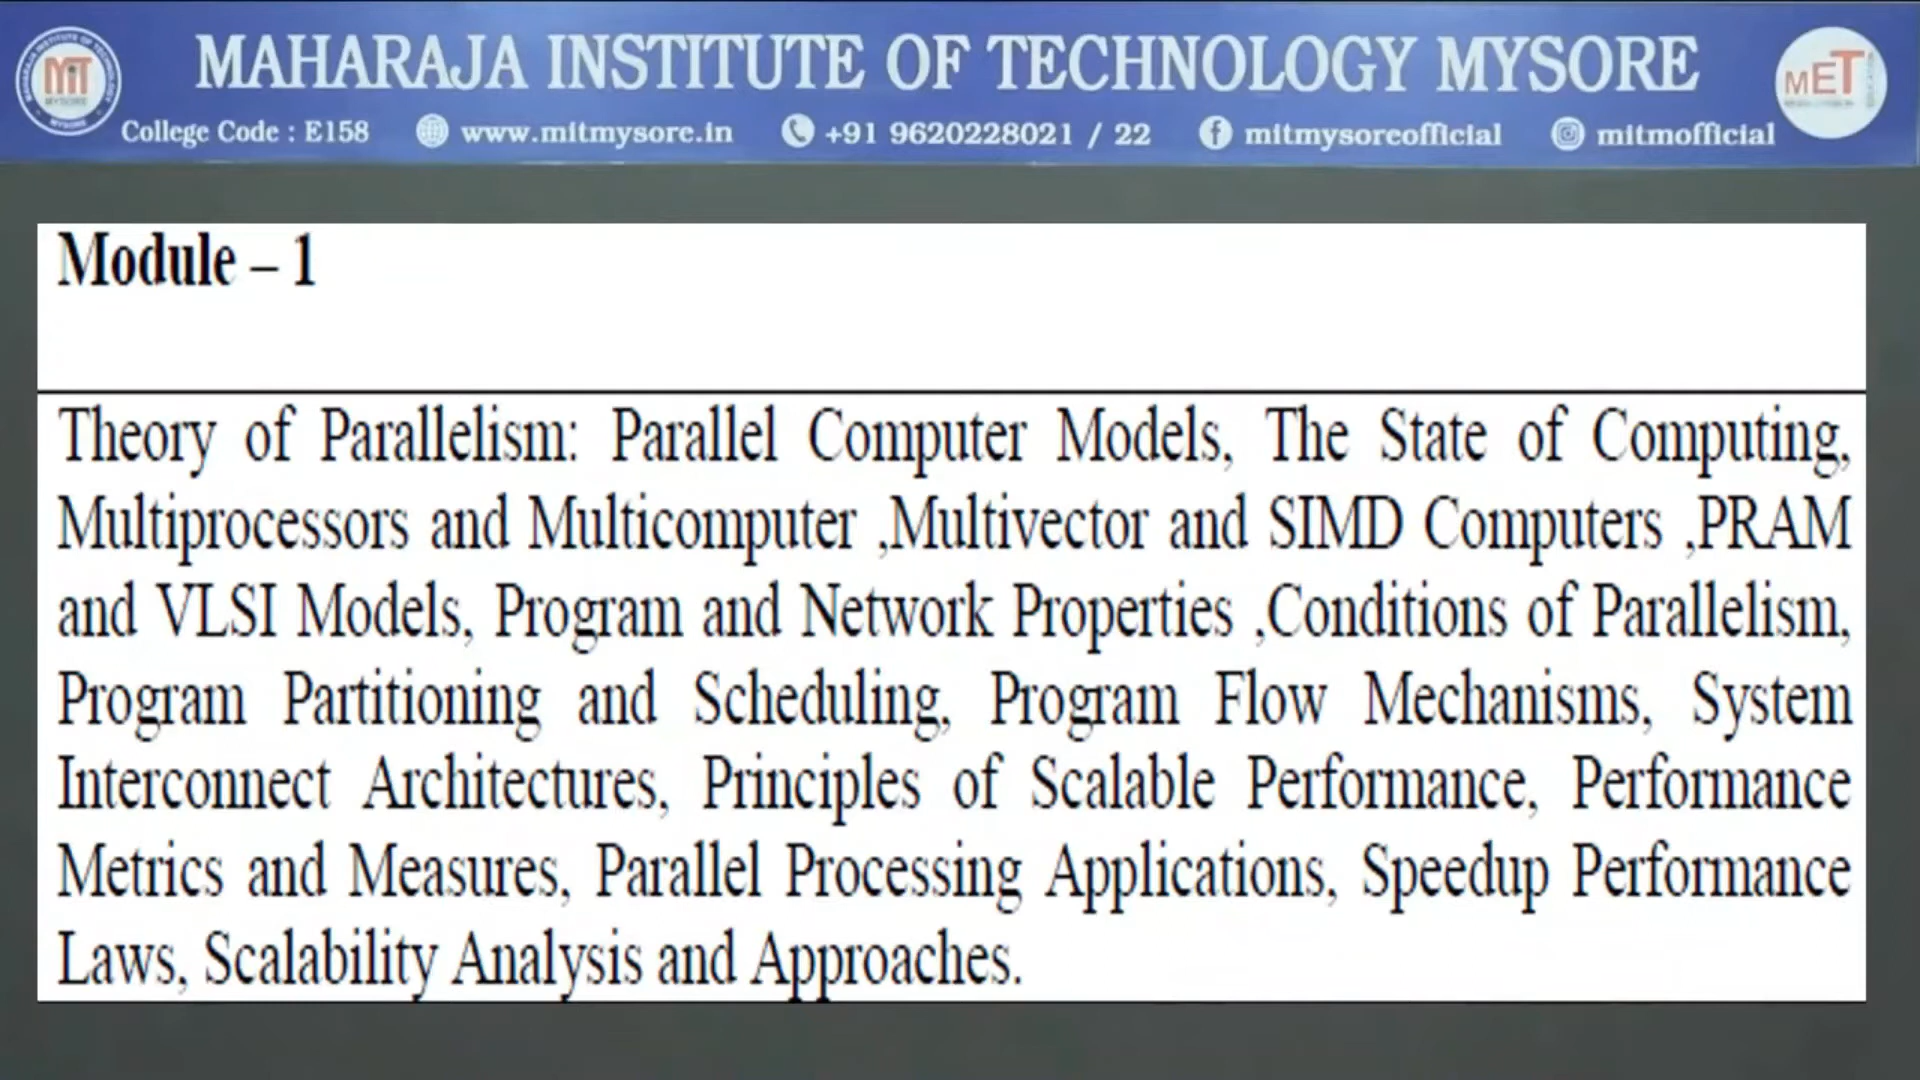 MAHARAJA INSTITUTE OF TECHNOLOGY MYSORE
MIT
MYSORE
MET
College Code : E158 www.mitmysore.in +91 9620228021 / 22 mitmysoreofficial mitmofficial
Module – 1
Theory of Parallelism: Parallel Computer Models, The State of Computing,
Multiprocessors and Multicomputer ,Multivector and SIMD Computers ,PRAM
and VLSI Models, Program and Network Properties ,Conditions of Parallelism,
Program Partitioning and Scheduling, Program Flow Mechanisms, System
Interconnect Architectures, Principles of Scalable Performance, Performance
Metrics and Measures, Parallel Processing Applications, Speedup Performance
Laws, Scalability Analysis and Approaches.